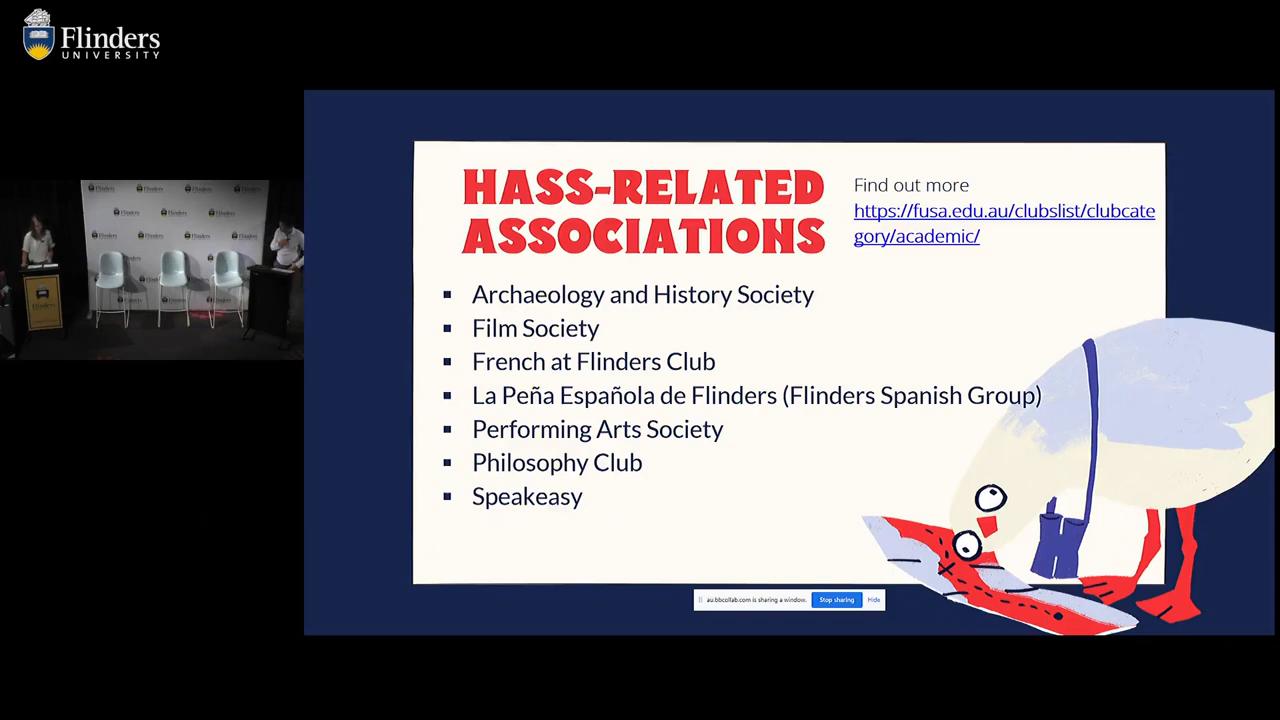 Flinders
UNIVERSITY
HASS-RELATED
ASSOCIATIONS
Find out more
https://fusa.edu.au/clubslist/clubcate
gory/academic/
▪ Archaeology and History Society
▪ Film Society
▪ French at Flinders Club
▪ La Peña Española de Flinders (Flinders Spanish Group)
▪ Performing Arts Society
▪ Philosophy Club
▪ Speakeasy
au.bbcollab.com is sharing a window.
Stop sharing
Hide